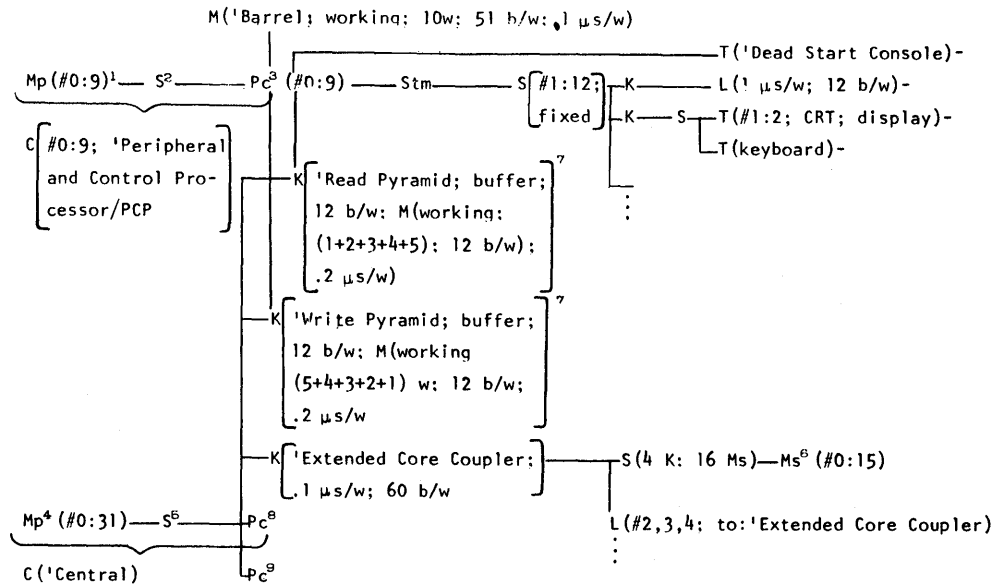 M('Barrel; working; 10w; 51 b/w; .1 μs/w)
T('Dead Start Console)-
Mp(#0:9)¹ — S² — Pc³ (#0:9) — Stm — S[#1:12; fixed] — K — L(1 μs/w; 12 b/w)-
K — S — T(#1:2; CRT; display)-
T(keyboard)-
C[#0:9; 'Peripheral
and Control Pro-
cessor/PCP]
K['Read Pyramid; buffer;
12 b/w; M(working;
(1+2+3+4+5); 12 b/w);
.2 μs/w)]⁷
K['Write Pyramid; buffer;
12 b/w; M(working
(5+4+3+2+1) w; 12 b/w;
.2 μs/w]⁷
K['Extended Core Coupler;
.1 μs/w; 60 b/w] — S(4 K: 16 Ms)—Ms⁶ (#0:15)
Mp⁴ (#0:31) — S⁵ — Pc⁸
L(#2,3,4; to:'Extended Core Coupler)
C('Central)
Pc⁹